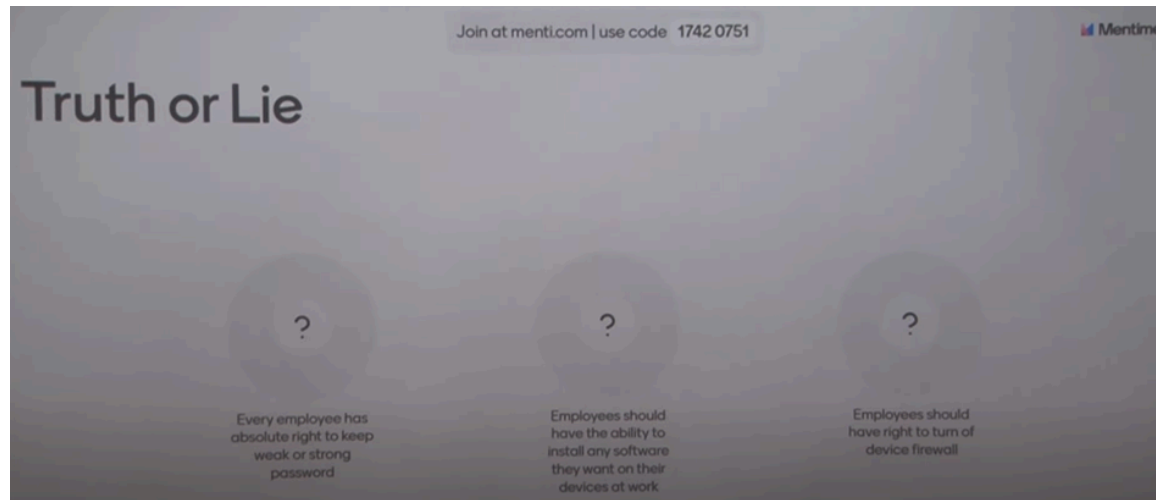 Join at menti.com | use code 1742 0751
Mentime
Truth or Lie
?
?
?
Every employee has
absolute right to keep
weak or strong
password
Employees should
have the ability to
install any software
they want on their
devices at work
Employees should
have right to turn of
device firewall